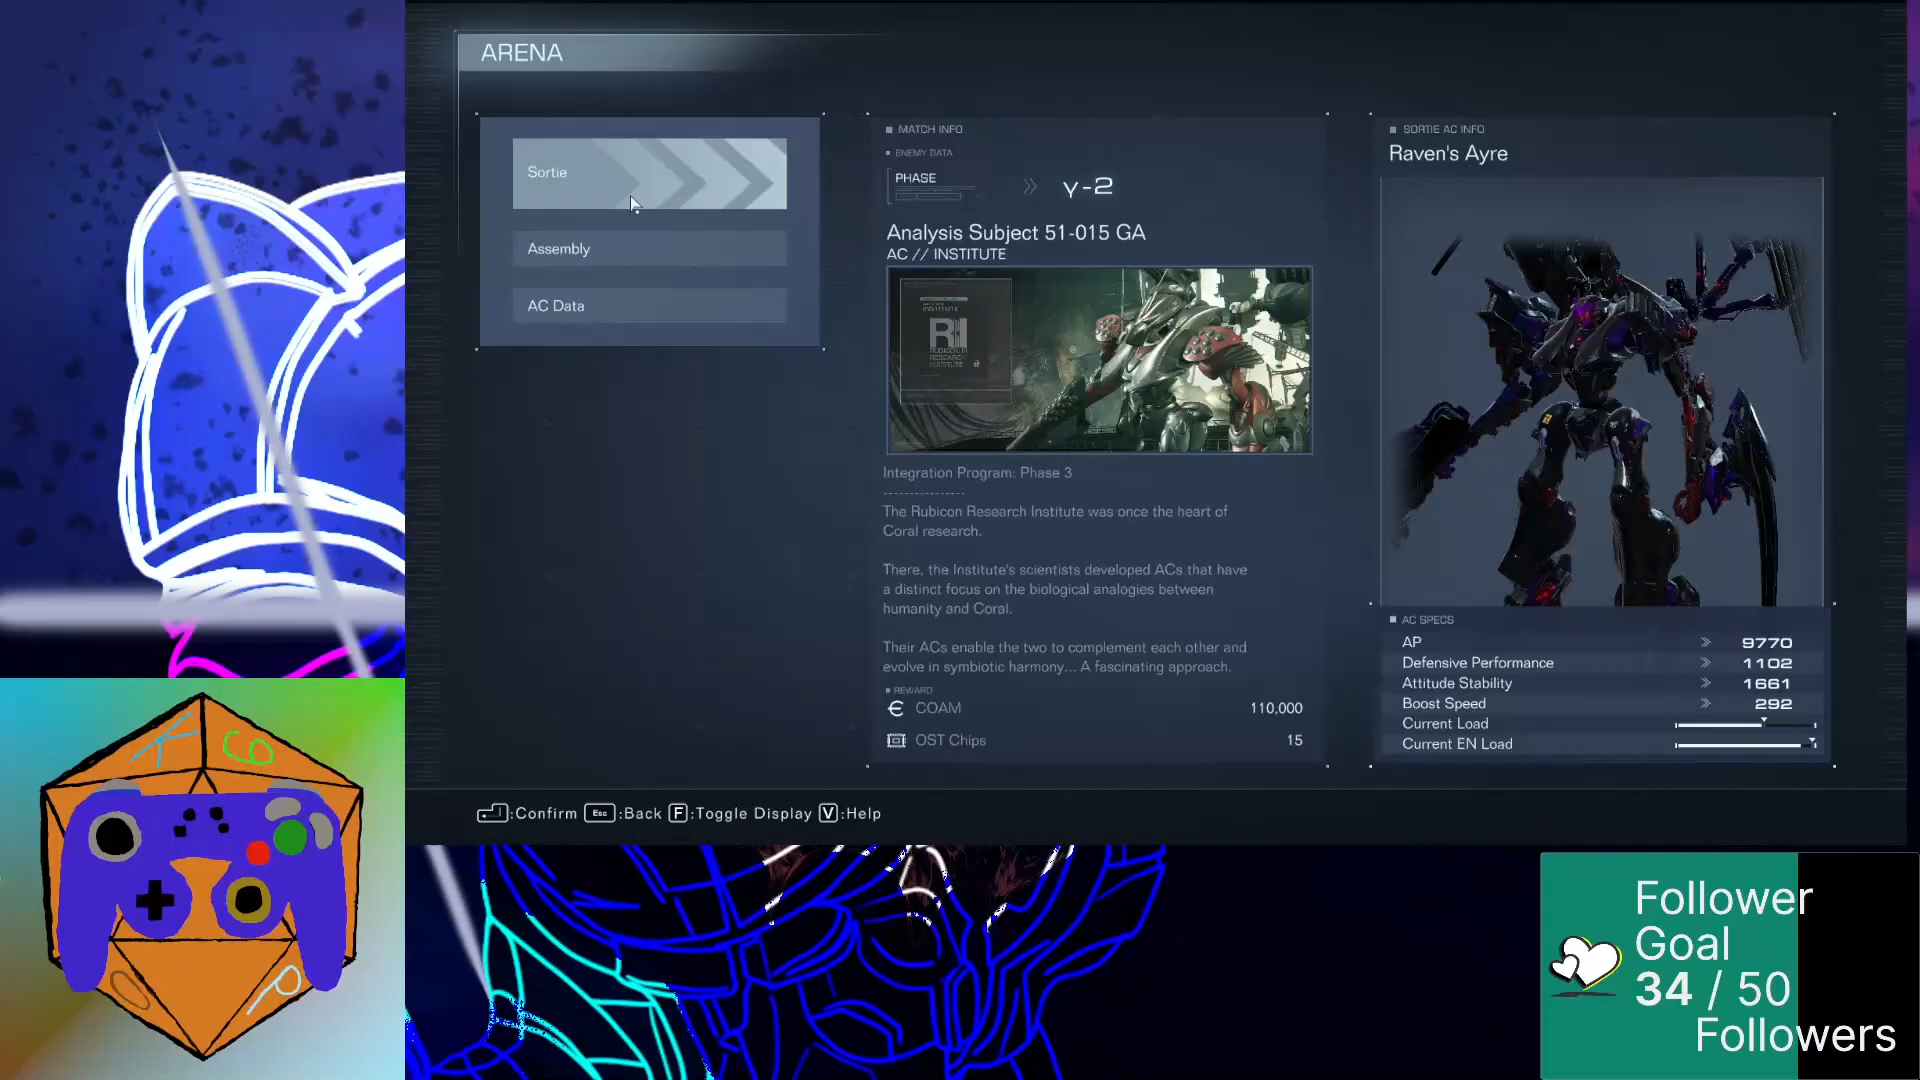 ARENA
Sortie
Assembly
AC Data
MATCH INFO
ENEMY DATA
PHASE
γ-2
Analysis Subject 51-015 GA
AC // INSTITUTE
INSTITUTE
RUBICON
RESEARCH
INSTITUTE
Integration Program: Phase 3
----------------
The Rubicon Research Institute was once the heart of
Coral research.
There, the Institute's scientists developed ACs that have
a distinct focus on the biological analogies between
humanity and Coral.
Their ACs enable the two to complement each other and
evolve in symbiotic harmony... A fascinating approach.
REWARD
COAM 110,000
OST Chips 15
SORTIE AC INFO
Raven's Ayre
AC SPECS
AP 9770
Defensive Performance 1102
Attitude Stability 1661
Boost Speed 292
Current Load
Current EN Load
:Confirm Esc :Back F :Toggle Display V :Help
Follower
Goal
34 / 50
Followers